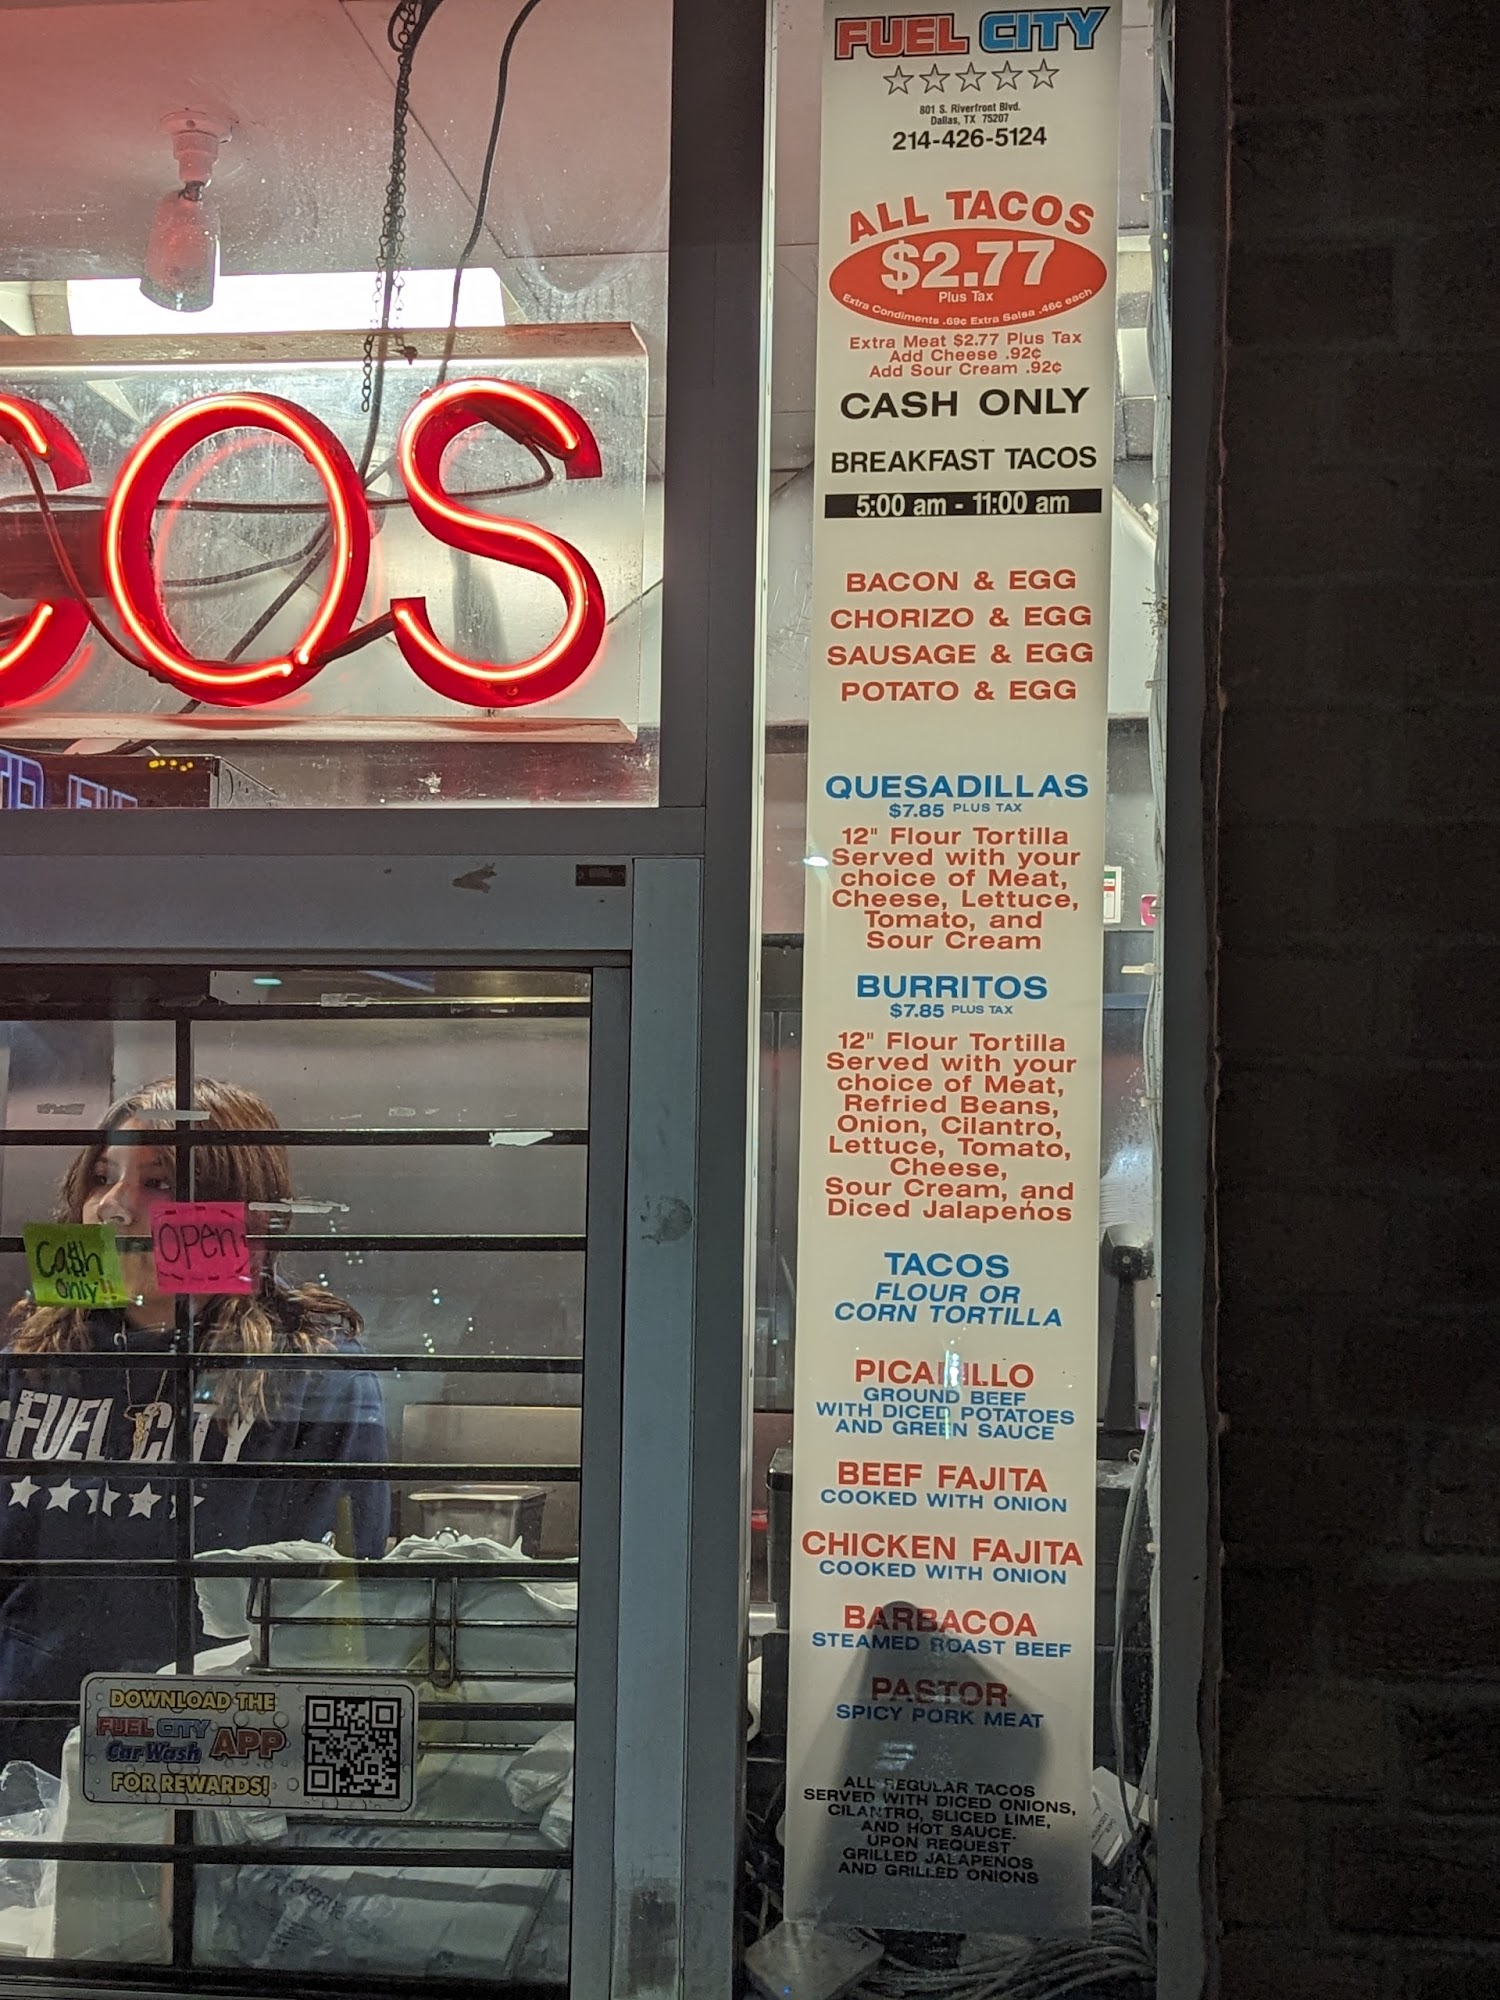 FUEL CITY
801 S. Riverfront Blvd.
Dallas, TX 75207
214-426-5124
ALL TACOS
$2.77
Plus Tax
Extra Condiments .69¢ Extra Salsa .46¢ each
Extra Meat $2.77 Plus Tax
Add Cheese .92¢
Add Sour Cream .92¢
CASH ONLY
BREAKFAST TACOS
5:00 am - 11:00 am
BACON & EGG
CHORIZO & EGG
SAUSAGE & EGG
POTATO & EGG
QUESADILLAS
$7.85 PLUS TAX
12" Flour Tortilla
Served with your
choice of Meat,
Cheese, Lettuce,
Tomato, and
Sour Cream
BURRITOS
$7.85 PLUS TAX
12" Flour Tortilla
Served with your
choice of Meat,
Refried Beans,
Onion, Cilantro,
Lettuce, Tomato,
Cheese,
Sour Cream, and
Diced Jalapeños
TACOS
FLOUR OR
CORN TORTILLA
PICADILLO
GROUND BEEF
WITH DICED POTATOES
AND GREEN SAUCE
BEEF FAJITA
COOKED WITH ONION
CHICKEN FAJITA
COOKED WITH ONION
BARBACOA
STEAMED ROAST BEEF
PASTOR
SPICY PORK MEAT
ALL REGULAR TACOS
SERVED WITH DICED ONIONS,
CILANTRO, SLICED LIME,
AND HOT SAUCE.
UPON REQUEST
GRILLED JALAPENOS
AND GRILLED ONIONS
COS
Cash
only!!
open
FUEL CITY
DOWNLOAD THE
FUEL CITY
Car Wash APP
FOR REWARDS!